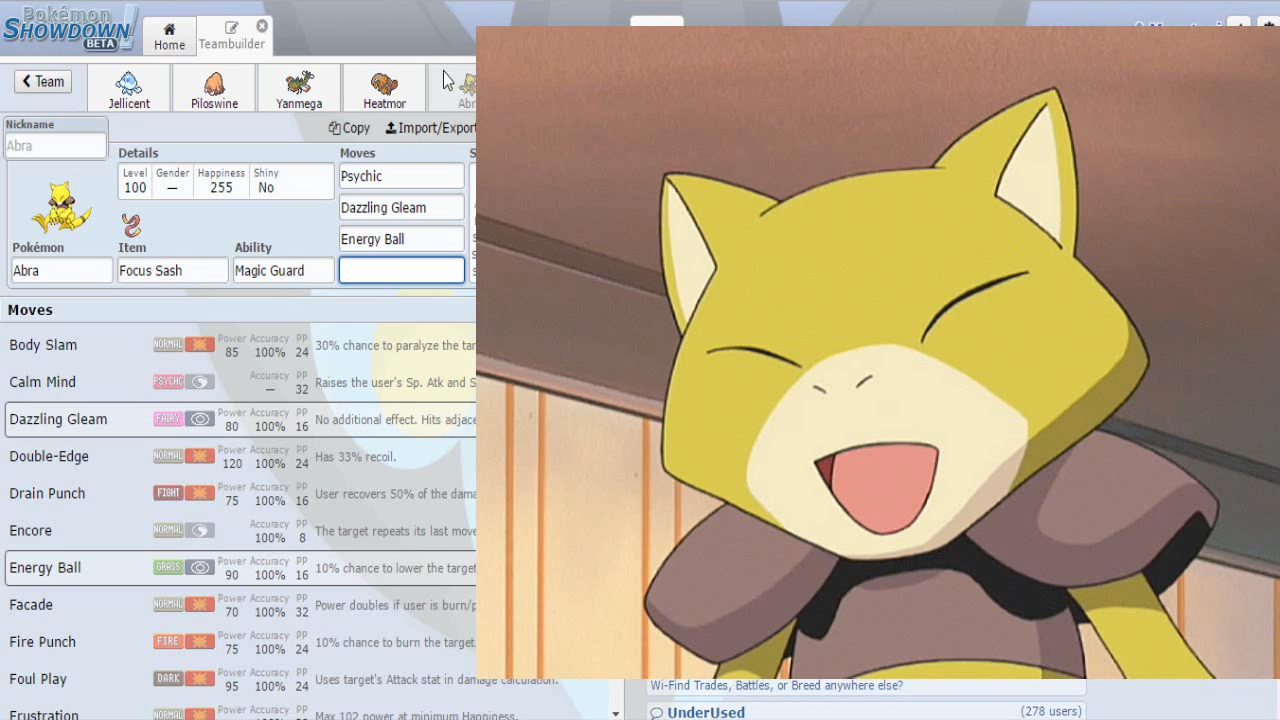 Pokémon
SHOWDOWN!
BETA
Home
Teambuilder
Team
Jellicent
Piloswine
Yanmega
Heatmor
Nickname
Abra
Copy
Import/Export
Details
Moves
Level Gender Happiness Shiny
100 — 255 No
Psychic
Dazzling Gleam
Energy Ball
Pokémon Item Ability
Abra Focus Sash Magic Guard
Moves
Body Slam NORMAL Power 85 Accuracy 100% PP 24 30% chance to paralyze the tar
Calm Mind PSYCHC Accuracy — PP 32 Raises the user's Sp. Atk and S
Dazzling Gleam FAIRY Power 80 Accuracy 100% PP 16 No additional effect. Hits adjace
Double-Edge NORMAL Power 120 Accuracy 100% PP 24 Has 33% recoil.
Drain Punch FIGHT Power 75 Accuracy 100% PP 16 User recovers 50% of the dama
Encore NORMAL Accuracy 100% PP 8 The target repeats its last move
Energy Ball GRASS Power 90 Accuracy 100% PP 16 10% chance to lower the target
Facade NORMAL Power 70 Accuracy 100% PP 32 Power doubles if user is burn/p
Fire Punch FIRE Power 75 Accuracy 100% PP 24 10% chance to burn the target.
Foul Play DARK Power 95 Accuracy 100% PP 24 Uses target's Attack stat in damage calculation.
Frustration NORMAL Power Accuracy PP Max 102 power at minimum Happiness.
Wi-Find Trades, Battles, or Breed anywhere else?
UnderUsed (278 users)